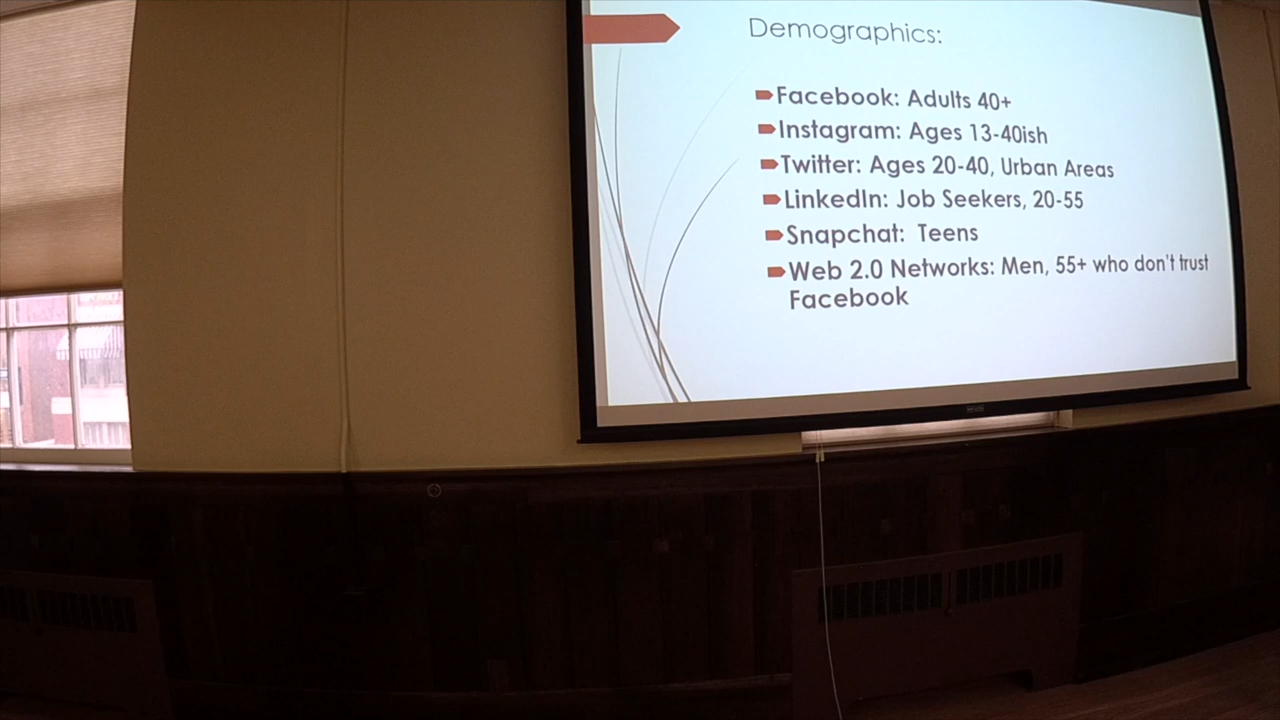 Demographics:
Facebook: Adults 40+
Instagram: Ages 13-40ish
Twitter: Ages 20-40, Urban Areas
LinkedIn: Job Seekers, 20-55
Snapchat: Teens
Web 2.0 Networks: Men, 55+ who don't trust
Facebook